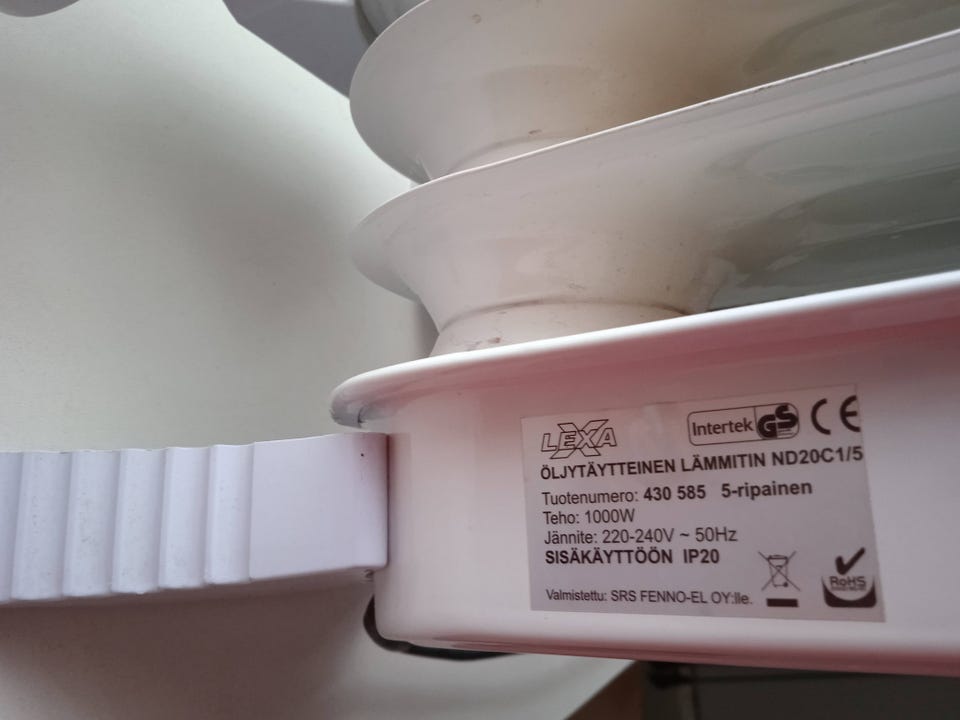 LEXA
Intertek GS CE
ÖLJYTÄYTTEINEN LÄMMITIN ND20C1/5
Tuotenumero: 430 585 5-ripainen
Teho: 1000W
Jännite: 220-240V ~ 50Hz
SISÄKÄYTTÖÖN IP20
RoHS
Valmistettu: SRS FENNO-EL OY:lle.